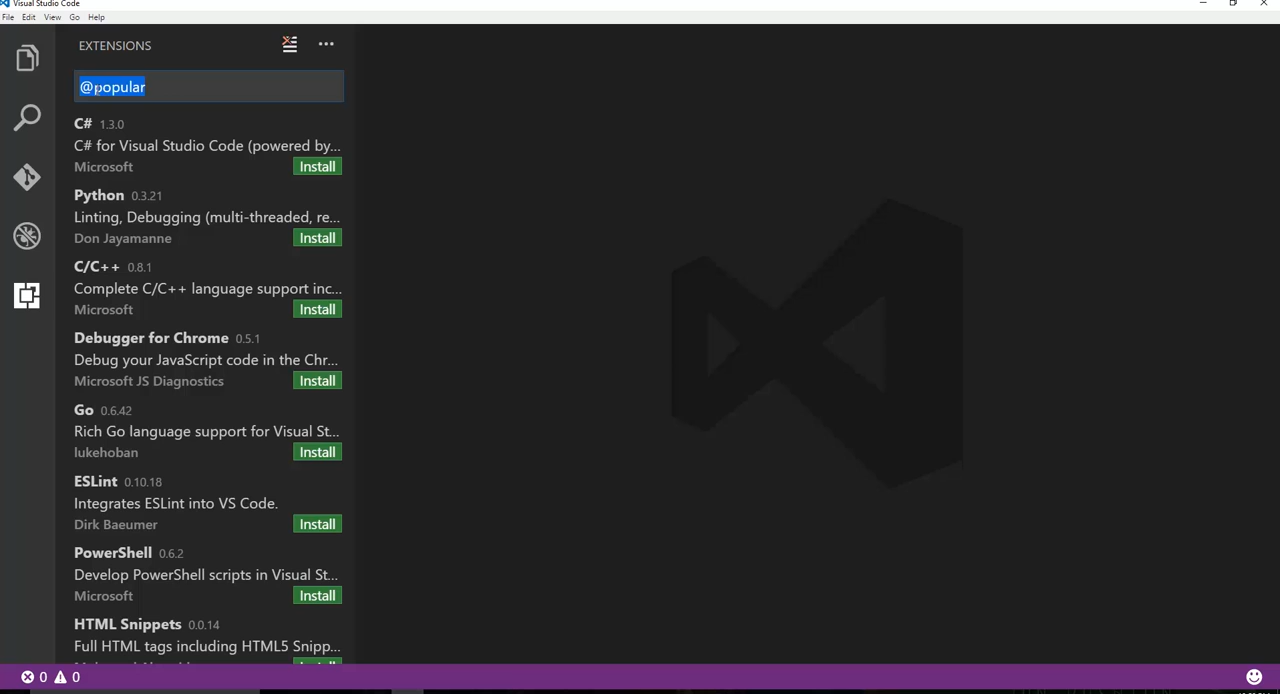 Visual Studio Code
File Edit View Go Help
EXTENSIONS
@popular
C# 1.3.0
C# for Visual Studio Code (powered by...
Microsoft Install
Python 0.3.21
Linting, Debugging (multi-threaded, re...
Don Jayamanne Install
C/C++ 0.8.1
Complete C/C++ language support inc...
Microsoft Install
Debugger for Chrome 0.5.1
Debug your JavaScript code in the Chr...
Microsoft JS Diagnostics Install
Go 0.6.42
Rich Go language support for Visual St...
lukehoban Install
ESLint 0.10.18
Integrates ESLint into VS Code.
Dirk Baeumer Install
PowerShell 0.6.2
Develop PowerShell scripts in Visual St...
Microsoft Install
HTML Snippets 0.0.14
Full HTML tags including HTML5 Snipp...
0 0